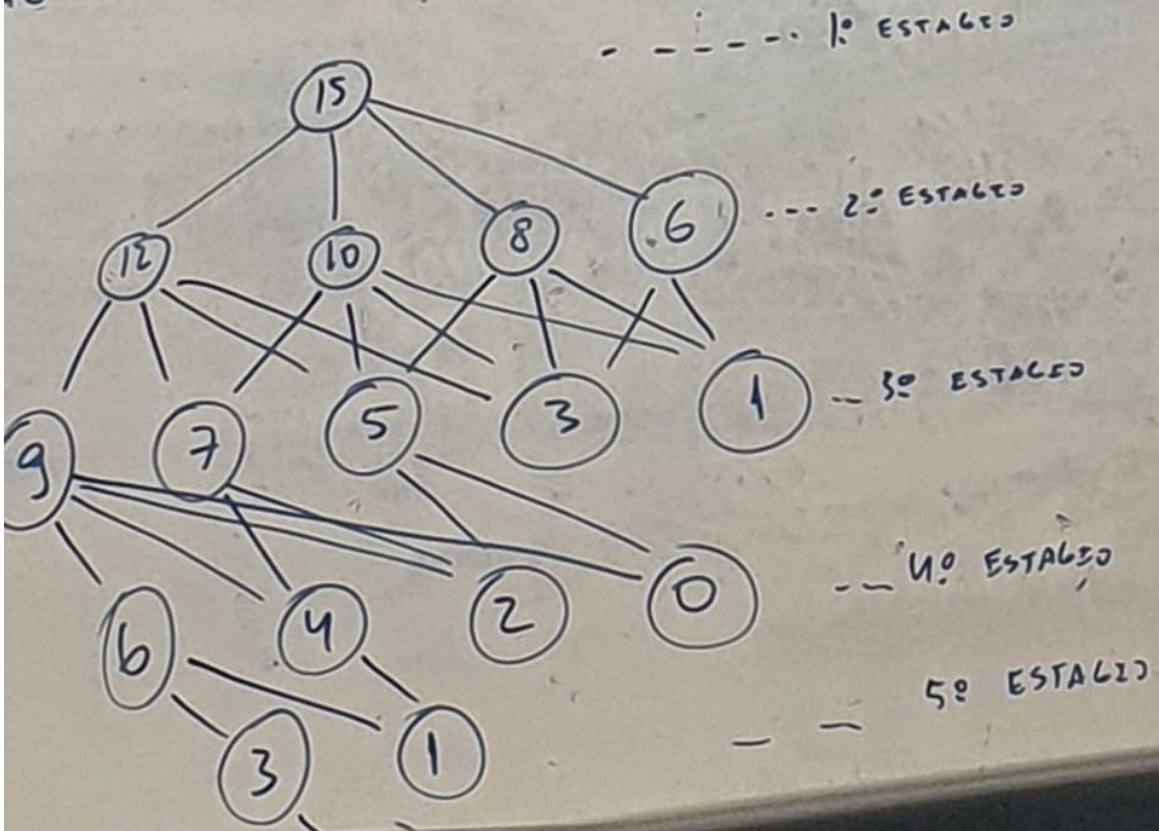 1º ESTAGIO
15
12 10 8 6 --- 2º ESTAGIO
9 7 5 3 1 -- 3º ESTAGIO
6 4 2 0 -- 4º ESTAGIO
3 1 -- 5º ESTAGIO